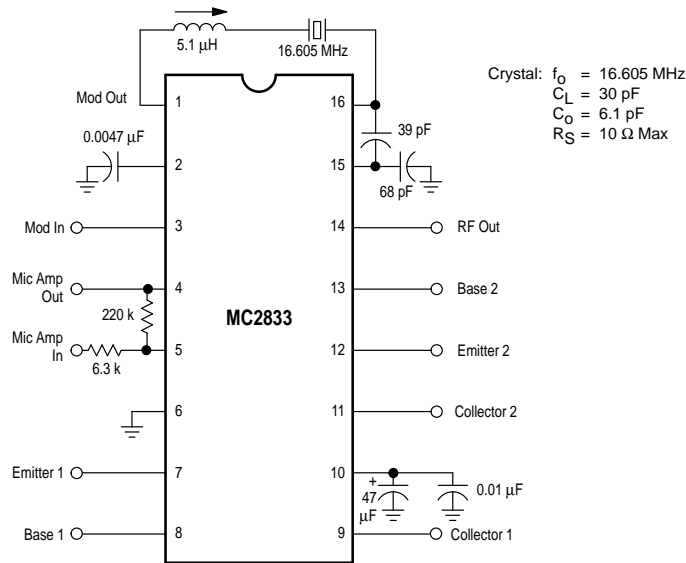 5.1 μH
16.605 MHz
Crystal: fo = 16.605 MHz
CL = 30 pF
Co = 6.1 pF
RS = 10 Ω Max
Mod Out
1
16
39 pF
0.0047 μF
2
15
68 pF
Mod In
3
14
RF Out
Mic Amp
Out
4
13
Base 2
220 k
MC2833
Mic Amp
In
5
12
Emitter 2
6.3 k
6
11
Collector 2
Emitter 1
7
10
+
47
μF
0.01 μF
Base 1
8
9
Collector 1